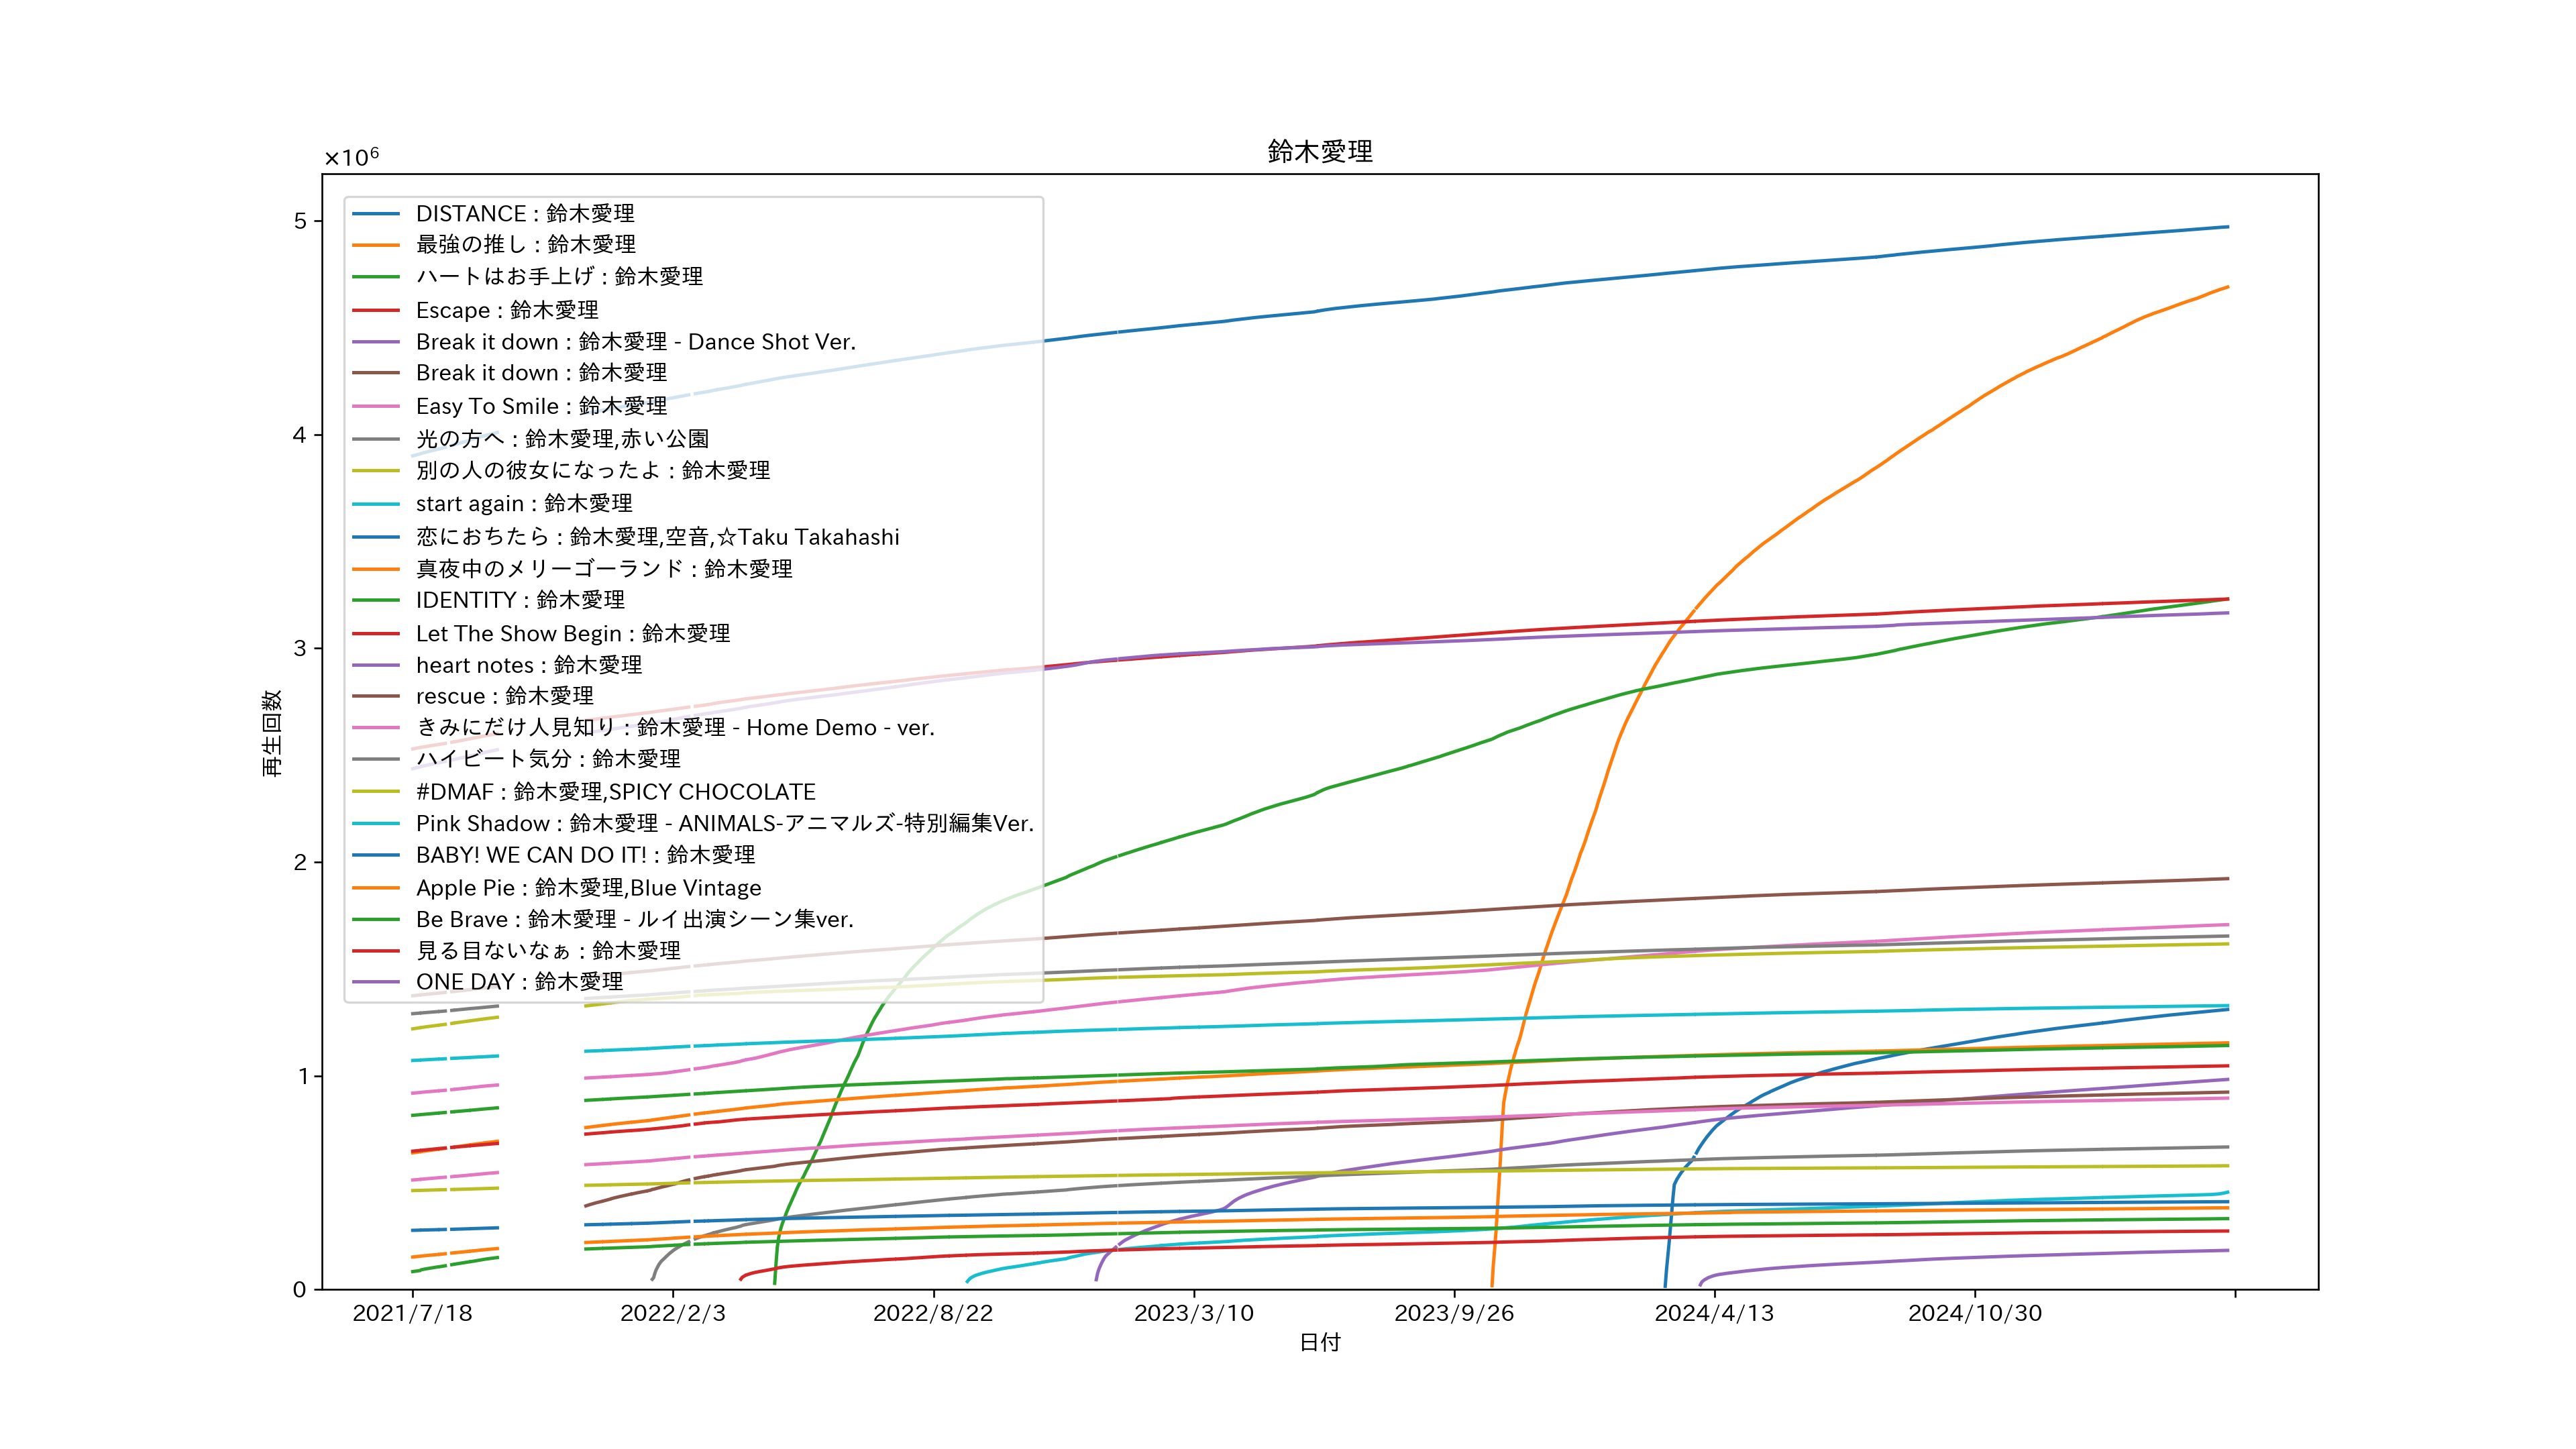 鈴木愛理
×10⁶
5
4
3
2
1
0
再生回数
DISTANCE : 鈴木愛理
最強の推し : 鈴木愛理
ハートはお手上げ : 鈴木愛理
Escape : 鈴木愛理
Break it down : 鈴木愛理 - Dance Shot Ver.
Break it down : 鈴木愛理
Easy To Smile : 鈴木愛理
光の方へ : 鈴木愛理,赤い公園
別の人の彼女になったよ : 鈴木愛理
start again : 鈴木愛理
恋におちたら : 鈴木愛理,空音,☆Taku Takahashi
真夜中のメリーゴーランド : 鈴木愛理
IDENTITY : 鈴木愛理
Let The Show Begin : 鈴木愛理
heart notes : 鈴木愛理
rescue : 鈴木愛理
きみにだけ人見知り : 鈴木愛理 - Home Demo - ver.
ハイビート気分 : 鈴木愛理
#DMAF : 鈴木愛理,SPICY CHOCOLATE
Pink Shadow : 鈴木愛理 - ANIMALS-アニマルズ-特別編集Ver.
BABY! WE CAN DO IT! : 鈴木愛理
Apple Pie : 鈴木愛理,Blue Vintage
Be Brave : 鈴木愛理 - ルイ出演シーン集ver.
見る目ないなぁ : 鈴木愛理
ONE DAY : 鈴木愛理
2021/7/18 2022/2/3 2022/8/22 2023/3/10 2023/9/26 2024/4/13 2024/10/30
日付